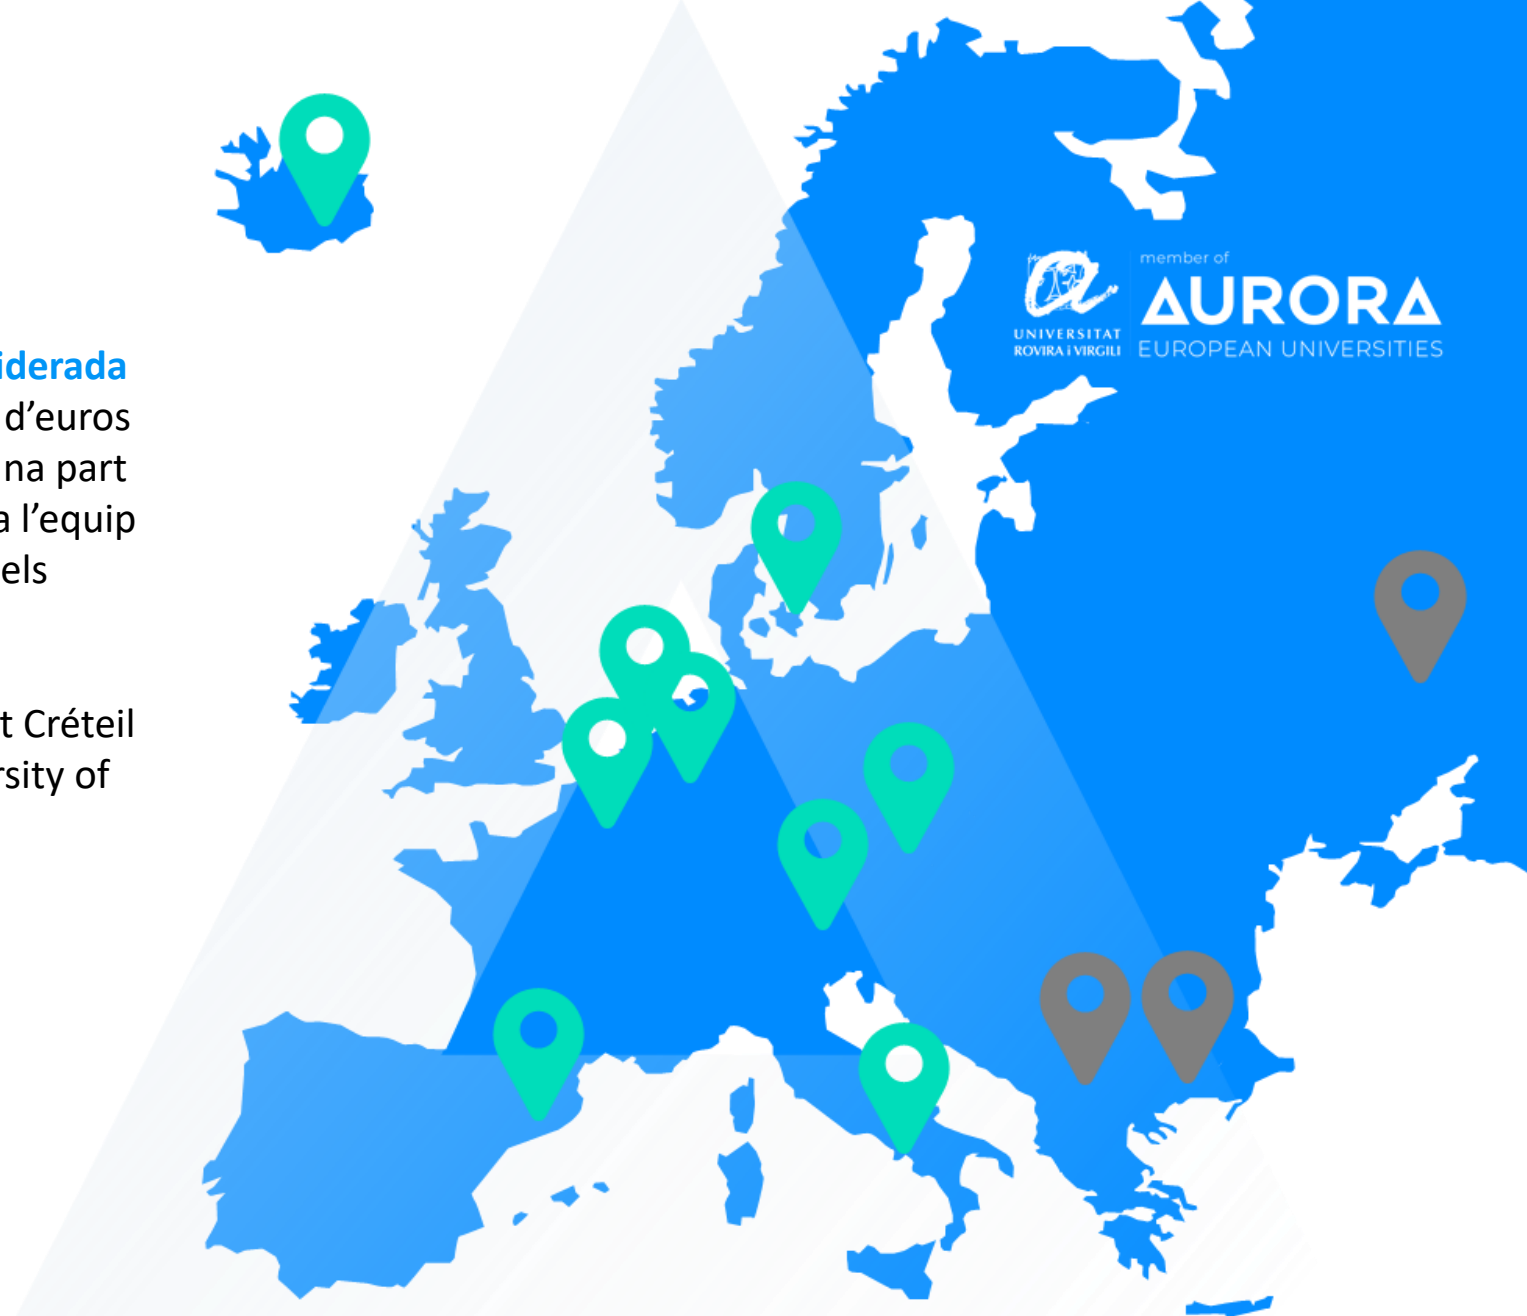 iderada
d’euros
na part
a l’equip
els
t Créteil
rsity of
member of
AURORA
EUROPEAN UNIVERSITIES
UNIVERSITAT
ROVIRA i VIRGILI